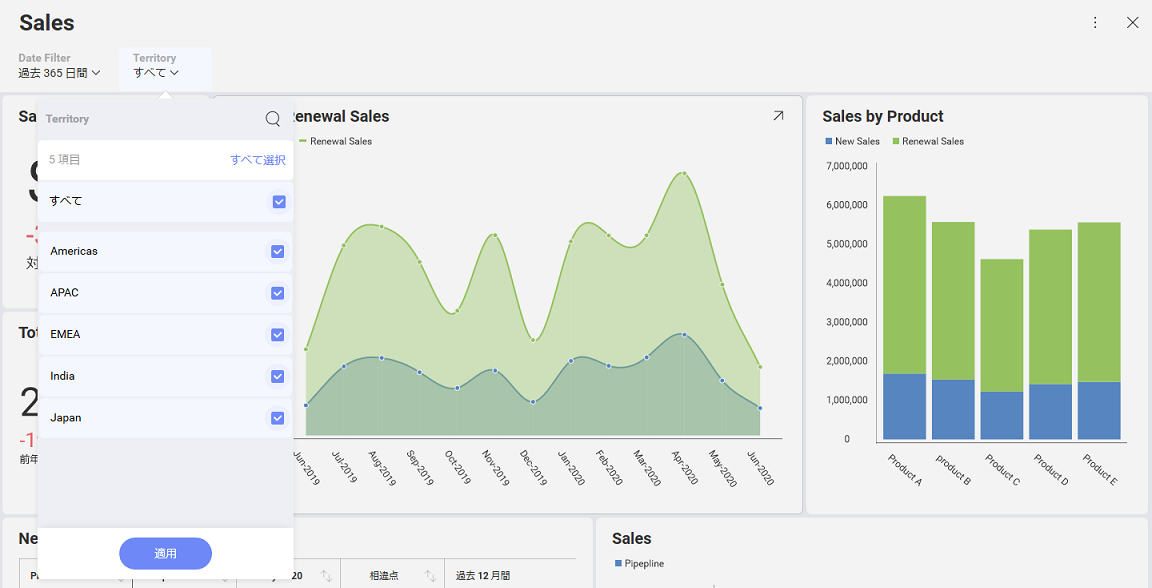 Sales
Date Filter
過去 365 日間
Territory
すべて
Sa
Territory
5 項目
すべて選択
すべて
Americas
APAC
EMEA
India
Japan
適用
対
Tot
2
-1
前年
enewal Sales
Renewal Sales
Jun-2019
Jul-2019
Aug-2019
Sep-2019
Oct-2019
Nov-2019
Dec-2019
Jan-2020
Feb-2020
Mar-2020
Apr-2020
May-2020
Jun-2020
Sales by Product
New Sales
Renewal Sales
7,000,000
6,000,000
5,000,000
4,000,000
3,000,000
2,000,000
1,000,000
0
Product A
product B
Product C
Product D
Product E
Ne
20
相違点
過去 12 月間
Sales
Pipepline